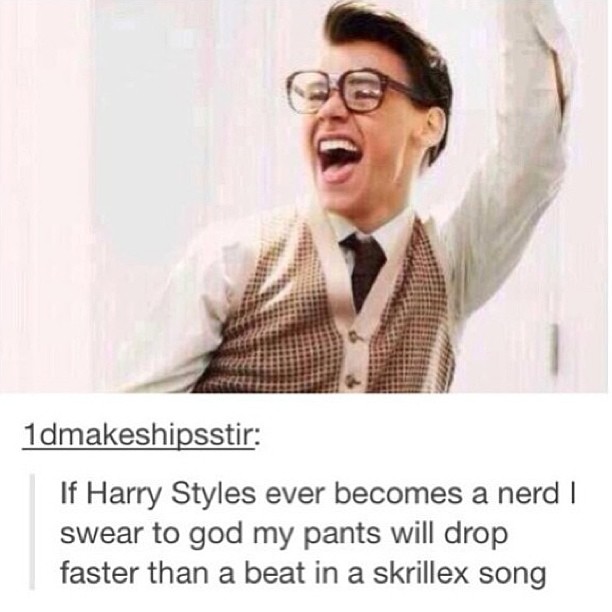 1dmakeshipsstir:
If Harry Styles ever becomes a nerd I
swear to god my pants will drop
faster than a beat in a skrillex song